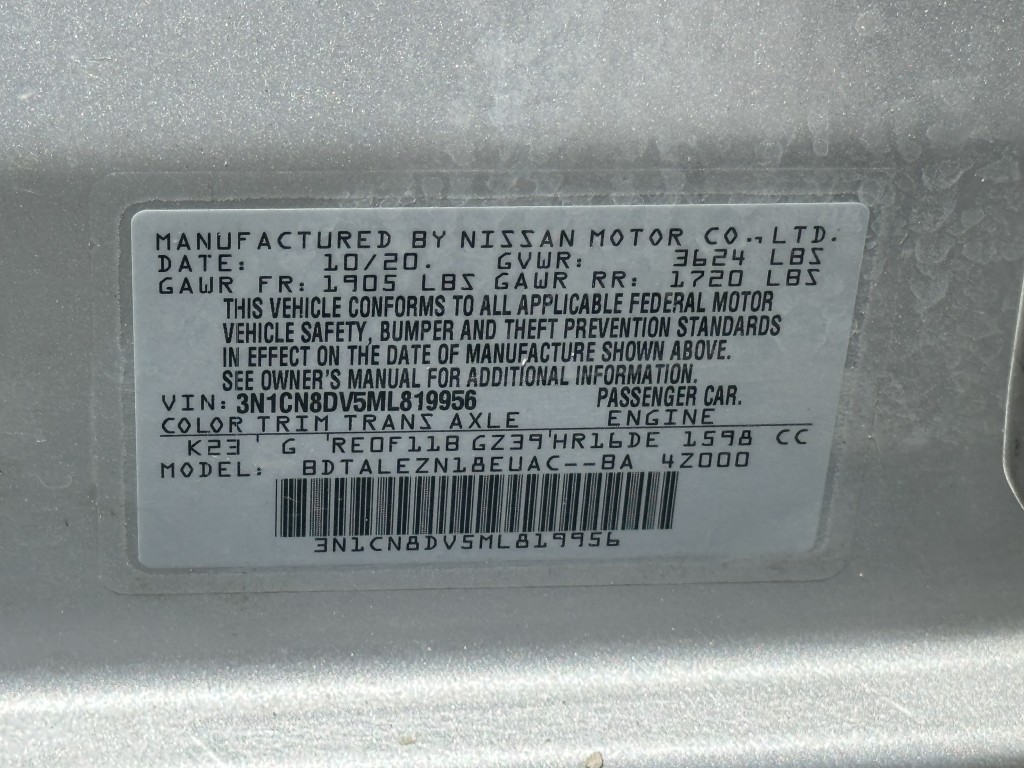 MANUFACTURED BY NISSAN MOTOR CO., LTD.
DATE: 10/20. GVWR: 3624 LBS
GAWR FR: 1905 LBS GAWR RR: 1720 LBS
THIS VEHICLE CONFORMS TO ALL APPLICABLE FEDERAL MOTOR
VEHICLE SAFETY, BUMPER AND THEFT PREVENTION STANDARDS
IN EFFECT ON THE DATE OF MANUFACTURE SHOWN ABOVE.
SEE OWNER'S MANUAL FOR ADDITIONAL INFORMATION.
VIN: 3N1CN8DV5ML819956 PASSENGER CAR.
COLOR TRIM TRANS AXLE ENGINE
K23 ' G 'RE0F11B GZ39'HR16DE 1598 CC
MODEL: BDTALEZN18EUAC--BA 4Z000
3N1CN8DV5ML819956